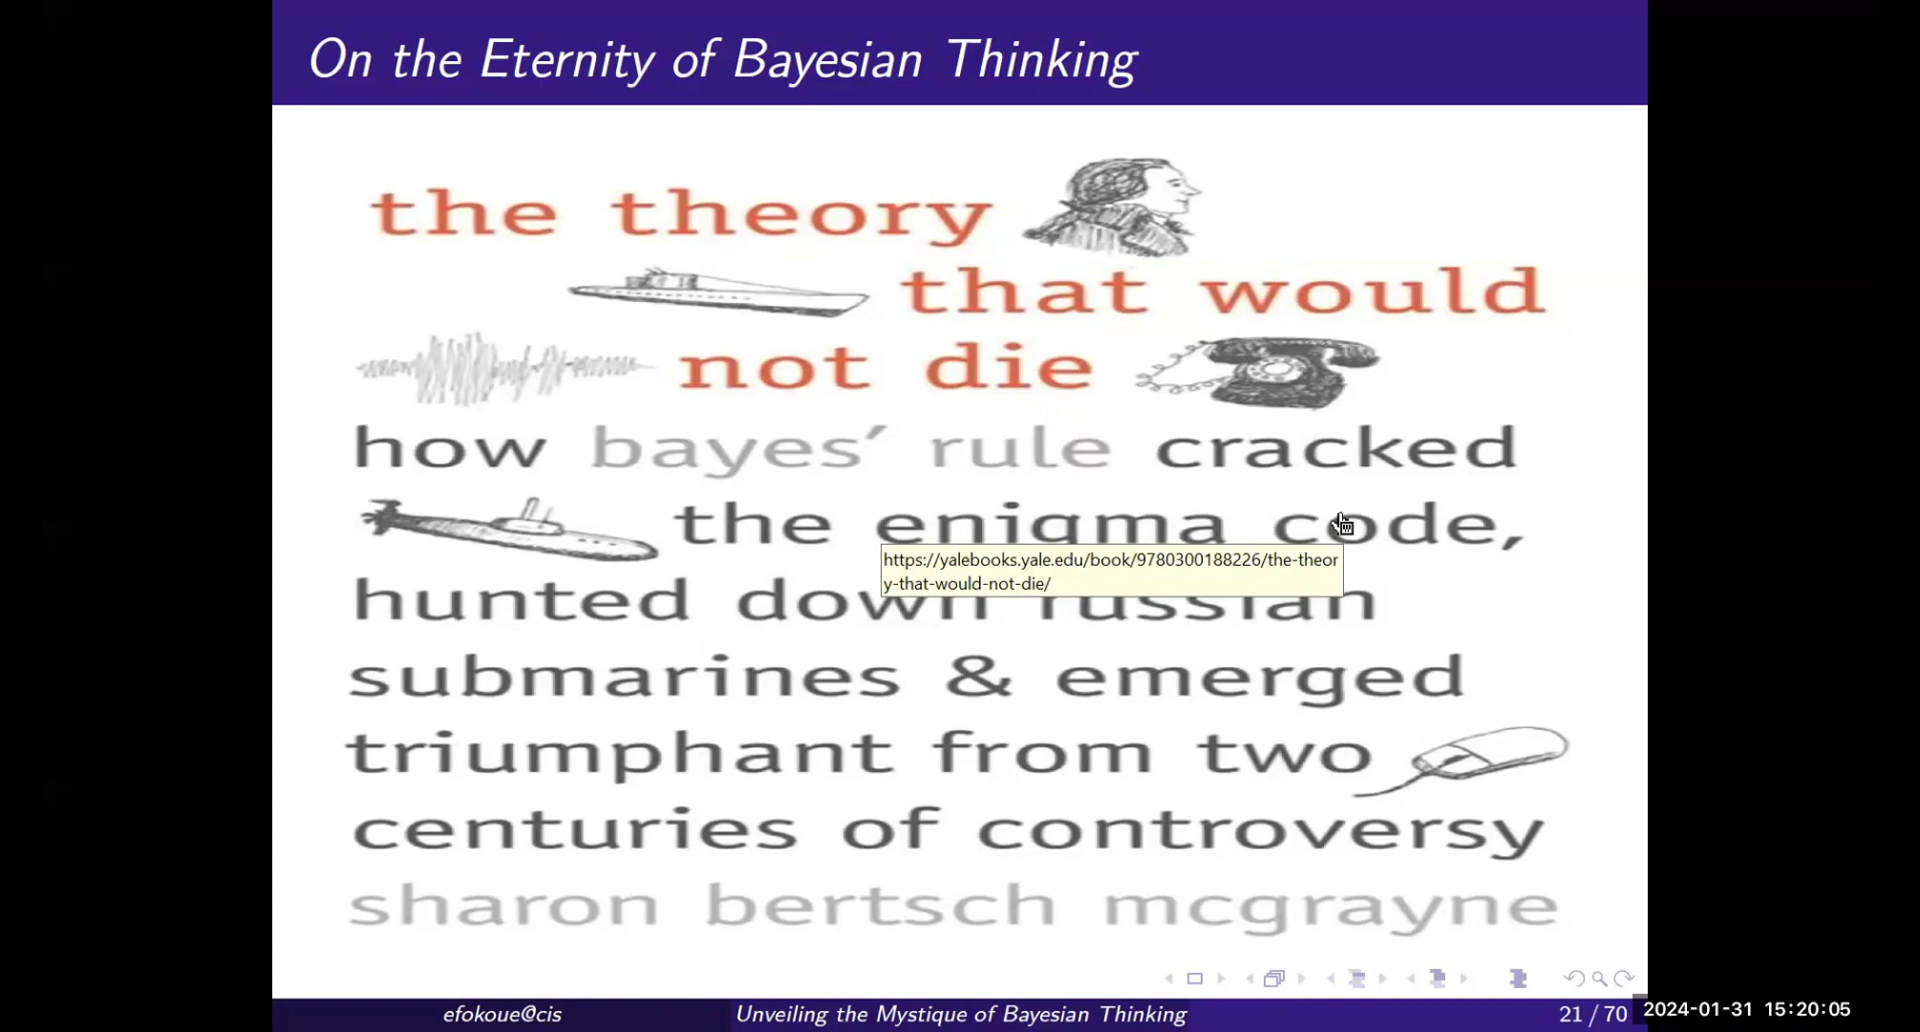 On the Eternity of Bayesian Thinking
the theory
that would
not die
how bayes’ rule cracked
the enigma code,
https://yalebooks.yale.edu/book/9780300188226/the-theor
y-that-would-not-die/
hunted down russian
submarines & emerged
triumphant from two
centuries of controversy
sharon bertsch mcgrayne
efokoue@cis Unveiling the Mystique of Bayesian Thinking 21 / 70
2024-01-31 15:20:05